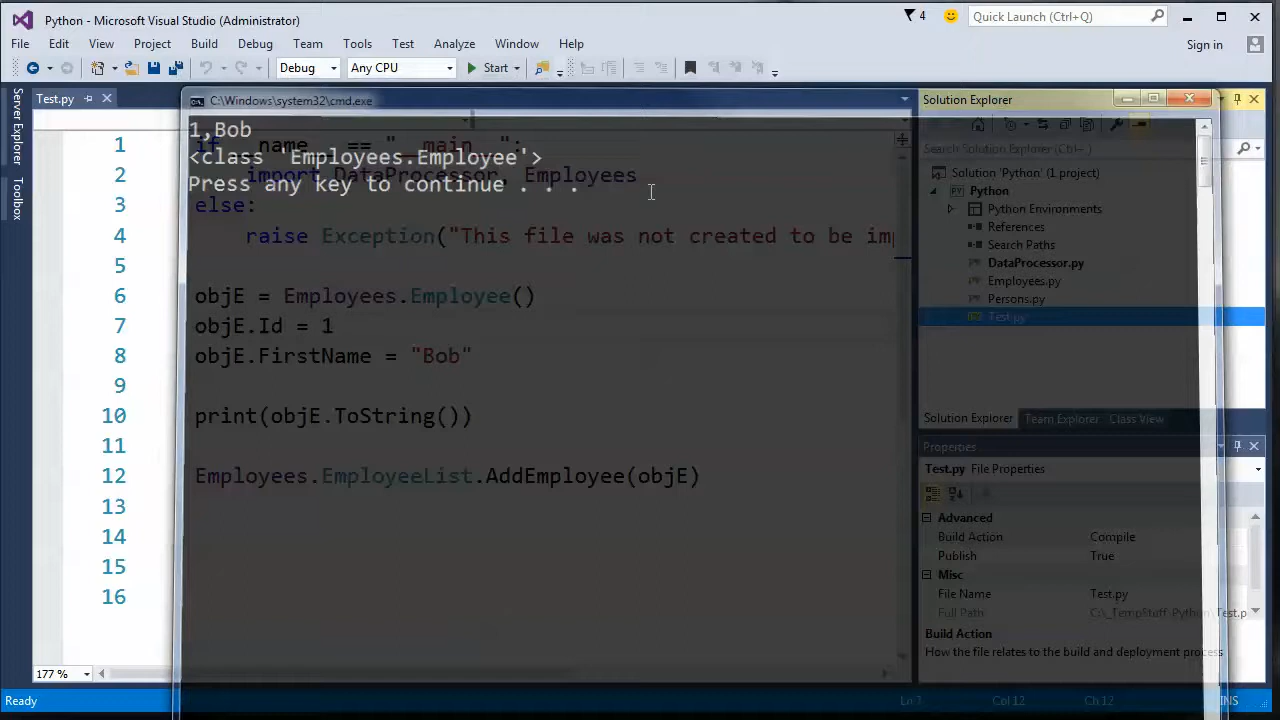 Python - Microsoft Visual Studio (Administrator)
4
Quick Launch (Ctrl+Q)
File Edit View Project Build Debug Team Tools Test Analyze Window Help
Sign in
Debug Any CPU Start
Server Explorer
Toolbox
Test.py
C:\Windows\system32\cmd.exe
1,Bob
<class 'Employees.Employee'>
Press any key to continue . . .
1 if __name__ == "__main__":
2 import DataProcessor, Employees
3 else:
4 raise Exception("This file was not created to be imp
5
6 objE = Employees.Employee()
7 objE.Id = 1
8 objE.FirstName = "Bob"
9
10 print(objE.ToString())
11
12 Employees.EmployeeList.AddEmployee(objE)
13
14
15
16
177 %
Solution Explorer
Search Solution Explorer (Ctrl+;)
Solution 'Python' (1 project)
Python
Python Environments
References
Search Paths
DataProcessor.py
Employees.py
Persons.py
Test.py
Solution Explorer Team Explorer Class View
Properties
Test.py File Properties
Advanced
Build Action Compile
Publish True
Misc
File Name Test.py
Full Path C:\_TempStuff\Python\Test.p
Build Action
How the file relates to the build and deployment process
Ready Ln 7 Col 12 Ch 12 INS